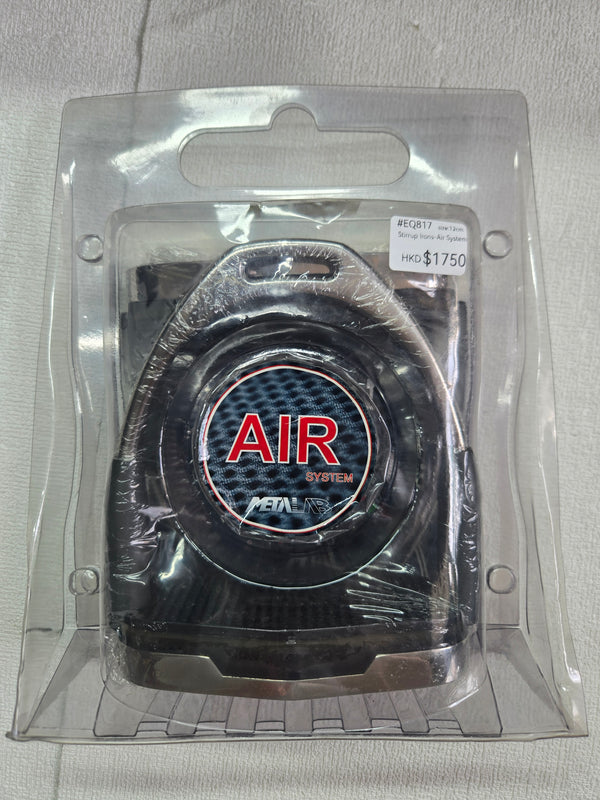 #EQ817 size:12cm
Stirrup Irons-Air System
HKD $1750
AIR
SYSTEM
METALAB